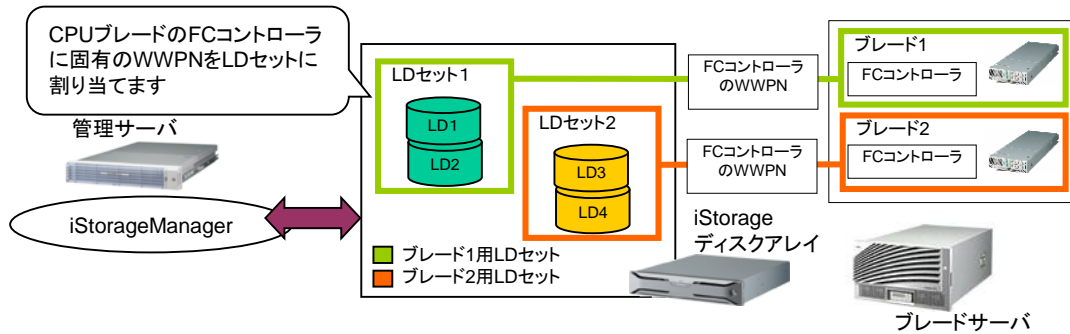 CPUブレードのFCコントローラ
に固有のWWPNをLDセットに
割り当てます
管理サーバ
iStorageManager
LDセット1
LD1
LD2
LDセット2
LD3
LD4
ブレード1用LDセット
ブレード2用LDセット
FCコントローラ
のWWPN
FCコントローラ
のWWPN
ブレード1
FCコントローラ
ブレード2
FCコントローラ
iStorage
ディスクアレイ
ブレードサーバ